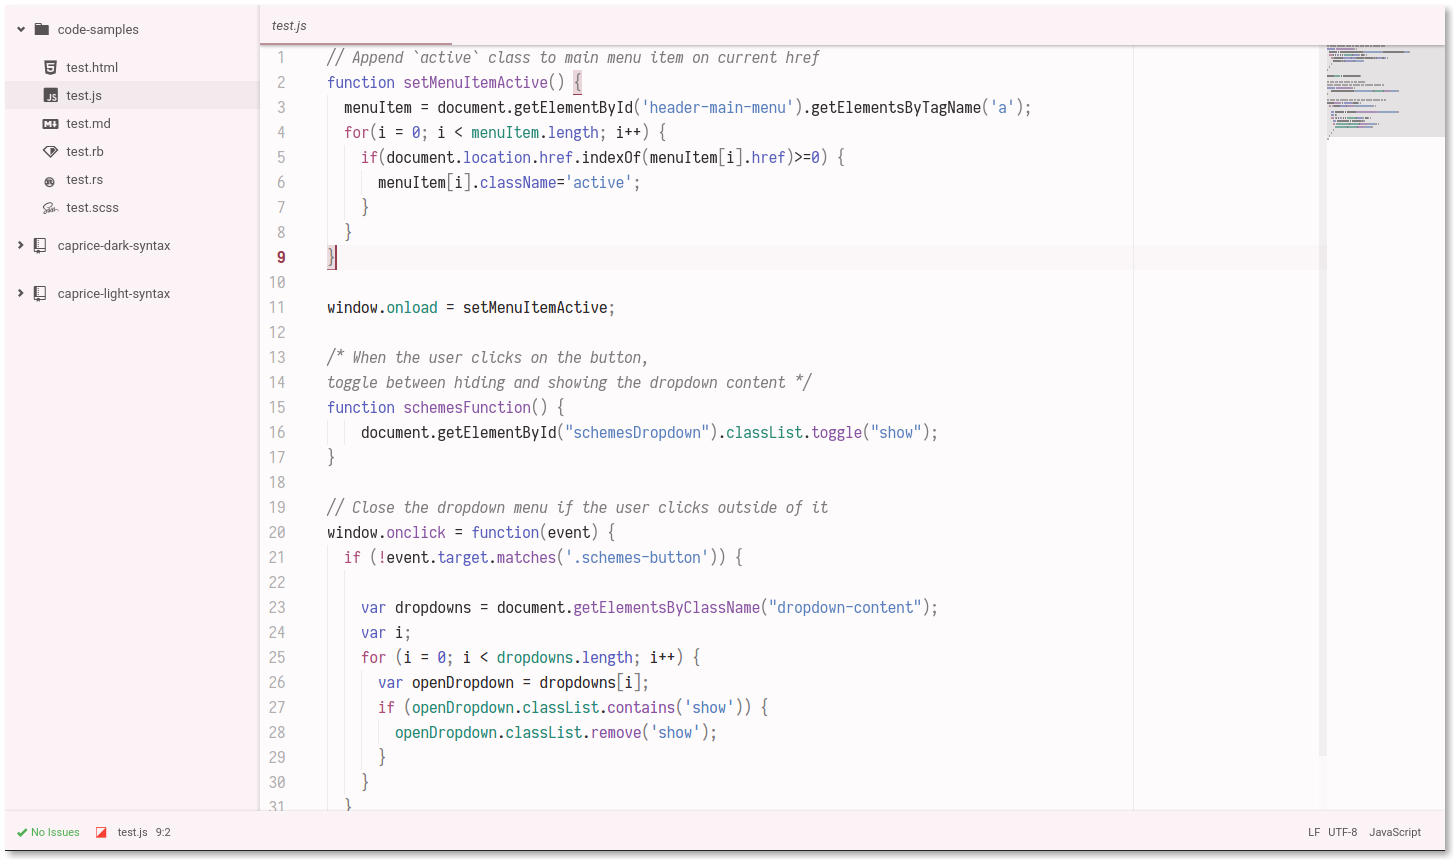 code-samples
test.html
test.js
test.md
test.rb
test.rs
test.scss
caprice-dark-syntax
caprice-light-syntax
test.js
1 // Append `active` class to main menu item on current href
2 function setMenuItemActive() {
3 menuItem = document.getElementById('header-main-menu').getElementsByTagName('a');
4 for(i = 0; i < menuItem.length; i++) {
5 if(document.location.href.indexOf(menuItem[i].href)>=0) {
6 menuItem[i].className='active';
7 }
8 }
9 }
10
11 window.onload = setMenuItemActive;
12
13 /* When the user clicks on the button,
14 toggle between hiding and showing the dropdown content */
15 function schemesFunction() {
16 document.getElementById("schemesDropdown").classList.toggle("show");
17 }
18
19 // Close the dropdown menu if the user clicks outside of it
20 window.onclick = function(event) {
21 if (!event.target.matches('.schemes-button')) {
22
23 var dropdowns = document.getElementsByClassName("dropdown-content");
24 var i;
25 for (i = 0; i < dropdowns.length; i++) {
26 var openDropdown = dropdowns[i];
27 if (openDropdown.classList.contains('show')) {
28 openDropdown.classList.remove('show');
29 }
30 }
31 }
No Issues test.js 9:2 LF UTF-8 JavaScript